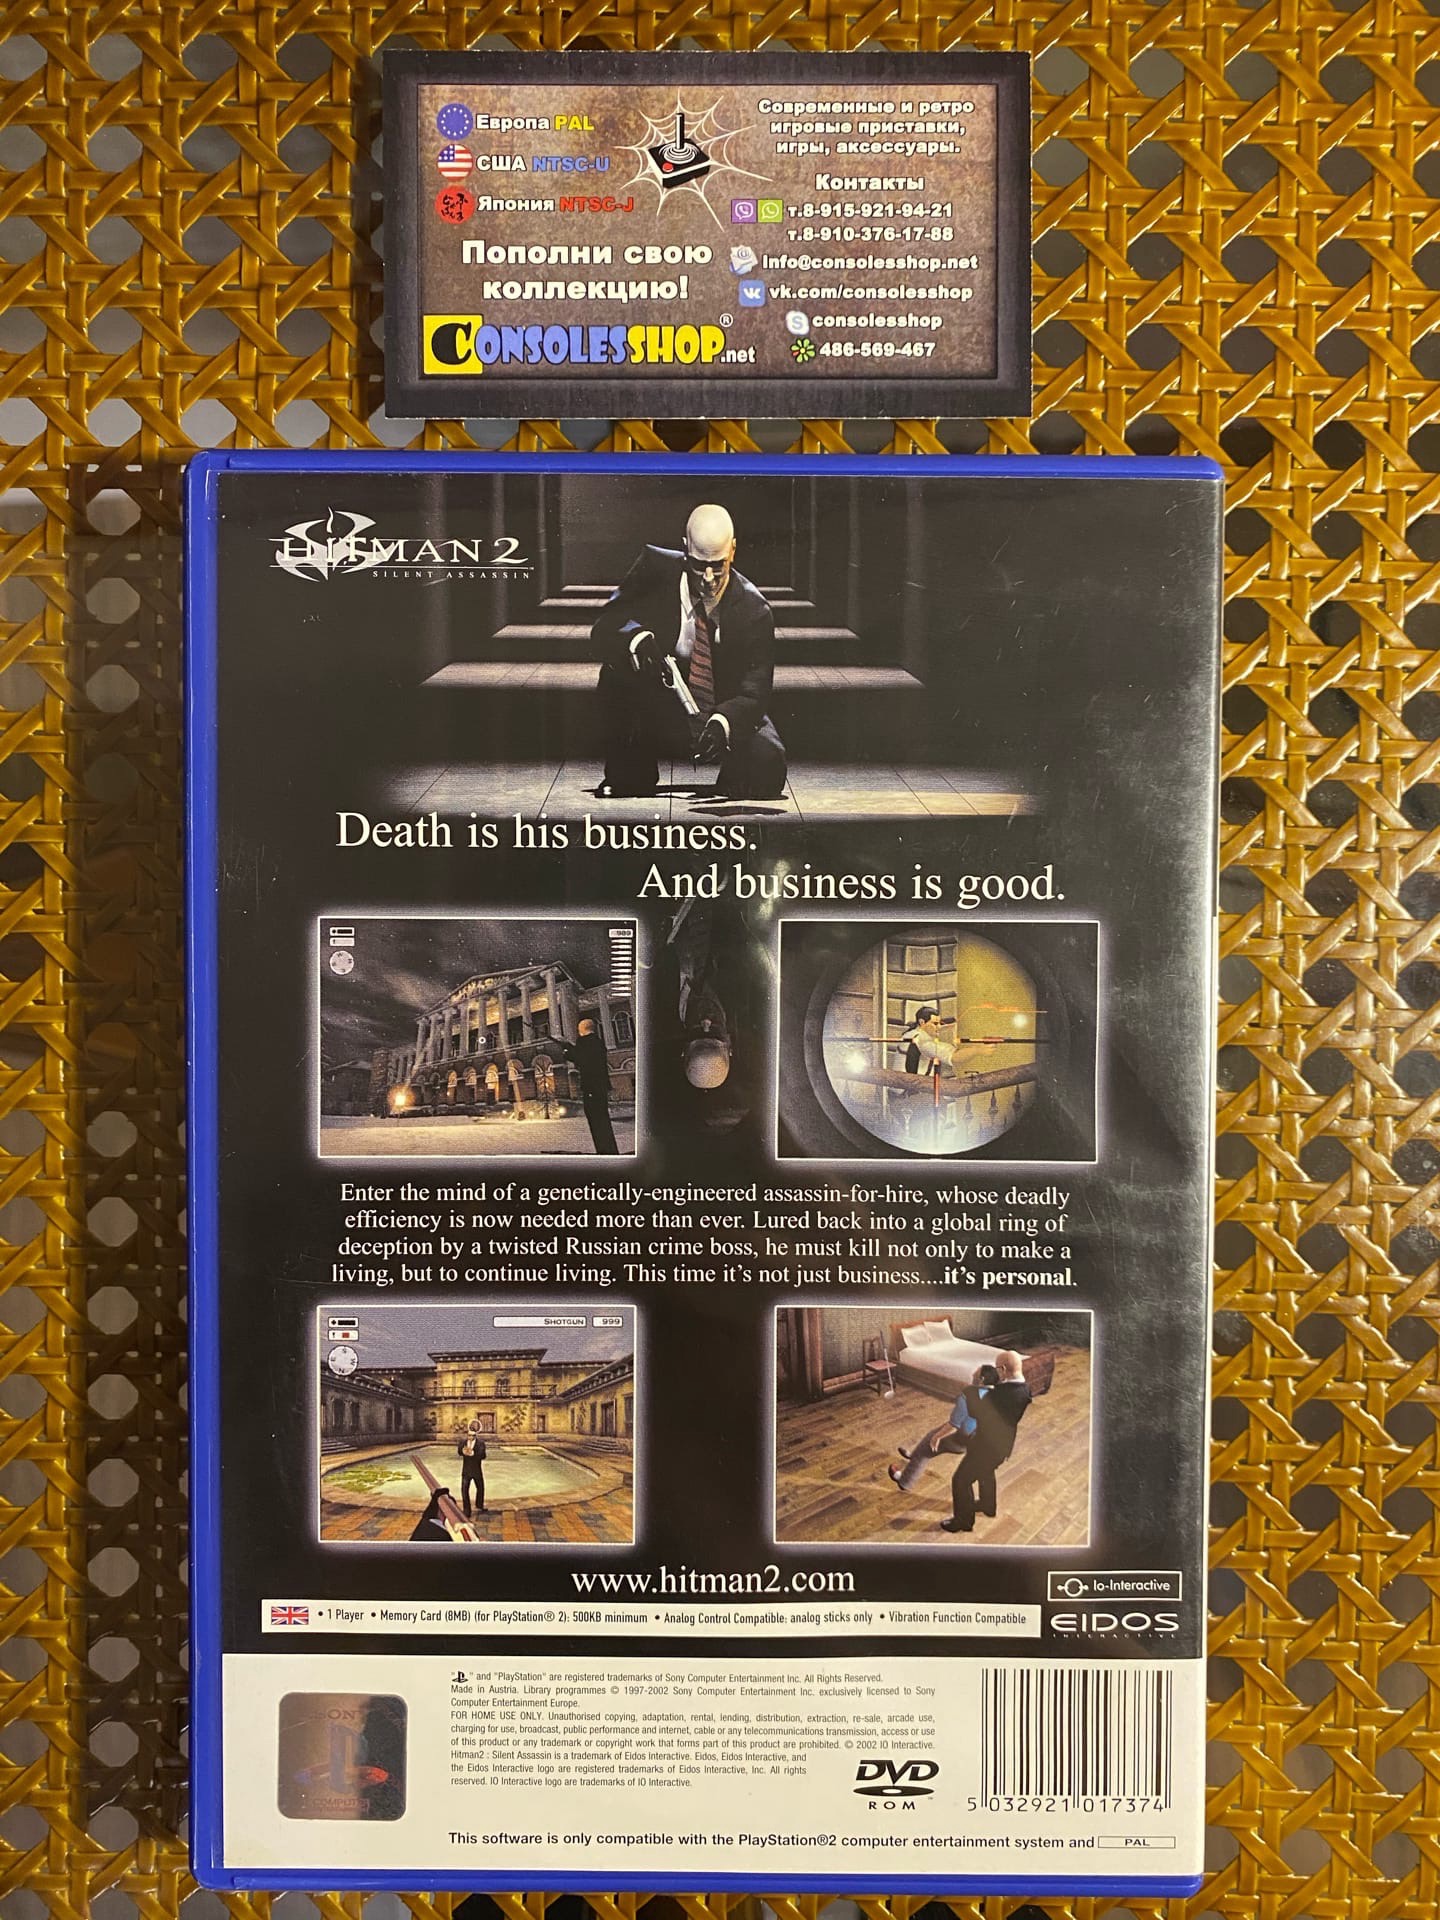 Европа PAL
США NTSC-U
Япония NTSC-J
Пополни свою
коллекцию!
CONSOLESSHOP.net
®
Современные и ретро
игровые приставки,
игры, аксессуары.
Контакты
т.8-915-921-94-21
т.8-910-376-17-88
info@consolesshop.net
vk.com/consolesshop
consolesshop
486-569-467
HITMAN 2
SILENT ASSASSIN
Death is his business.
And business is good.
989
Enter the mind of a genetically-engineered assassin-for-hire, whose deadly
efficiency is now needed more than ever. Lured back into a global ring of
deception by a twisted Russian crime boss, he must kill not only to make a
living, but to continue living. This time it's not just business....it's personal.
SHOTGUN 999
www.hitman2.com
Io-Interactive
• 1 Player • Memory Card (8MB) (for PlayStation® 2): 500KB minimum • Analog Control Compatible: analog sticks only • Vibration Function Compatible
EIDOS
INTERACTIVE
" " and "PlayStation" are registered trademarks of Sony Computer Entertainment Inc. All Rights Reserved.
Made in Austria. Library programmes © 1997-2002 Sony Computer Entertainment Inc. exclusively licensed to Sony
Computer Entertainment Europe.
FOR HOME USE ONLY. Unauthorised copying, adaptation, rental, lending, distribution, extraction, re-sale, arcade use,
charging for use, broadcast, public performance and internet, cable or any telecommunications transmission, access or use
of this product or any trademark or copyright work that forms part of this product are prohibited. © 2002 IO Interactive.
Hitman2 : Silent Assassin is a trademark of Eidos Interactive. Eidos, Eidos Interactive, and
the Eidos Interactive logo are registered trademarks of Eidos Interactive, Inc. All rights
reserved. IO Interactive logo are trademarks of IO Interactive.
SONY
COMPUTER
DVD
ROM
5 032921 017374
This software is only compatible with the PlayStation®2 computer entertainment system and PAL